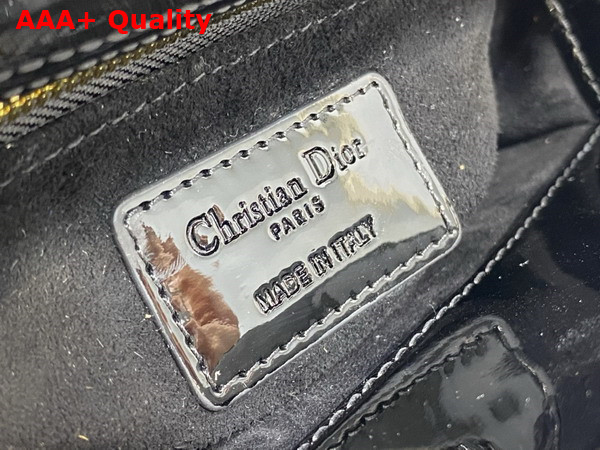 AAA+ Quality
Christian Dior
PARIS
MADE IN ITALY